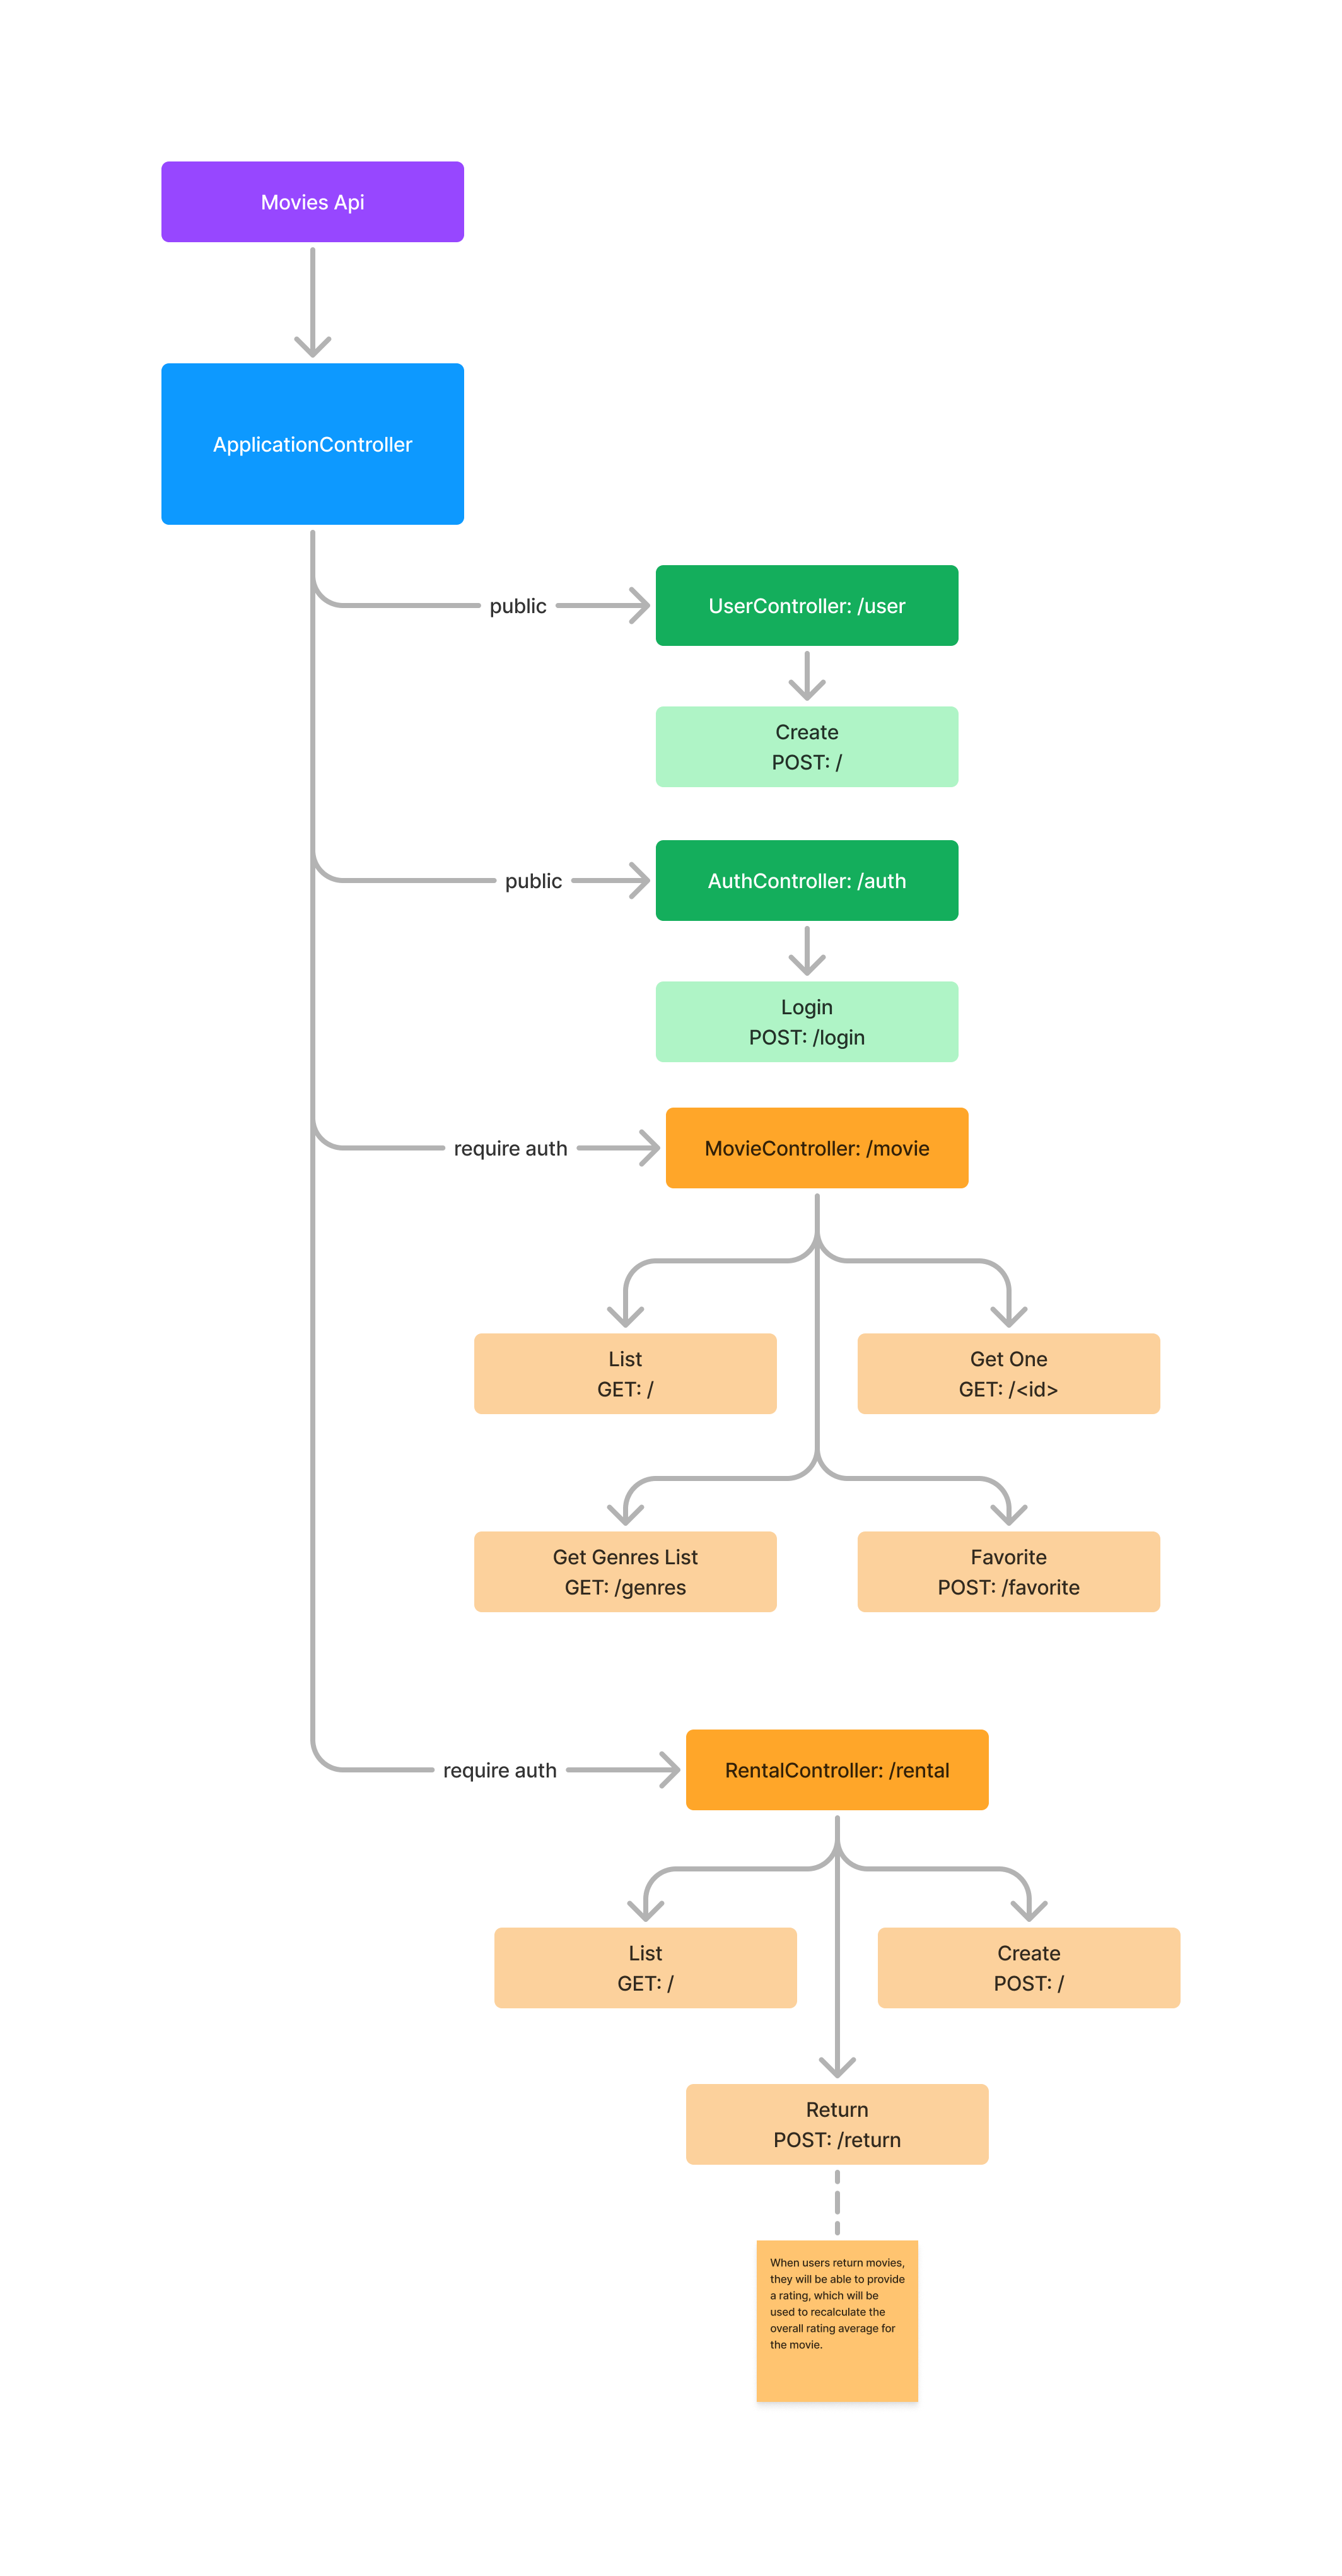 Movies Api
ApplicationController
public
UserController: /user
Create
POST: /
public
AuthController: /auth
Login
POST: /login
require auth
MovieController: /movie
List
GET: /
Get One
GET: /<id>
Get Genres List
GET: /genres
Favorite
POST: /favorite
require auth
RentalController: /rental
List
GET: /
Create
POST: /
Return
POST: /return
When users return movies,
they will be able to provide
a rating, which will be
used to recalculate the
overall rating average for
the movie.